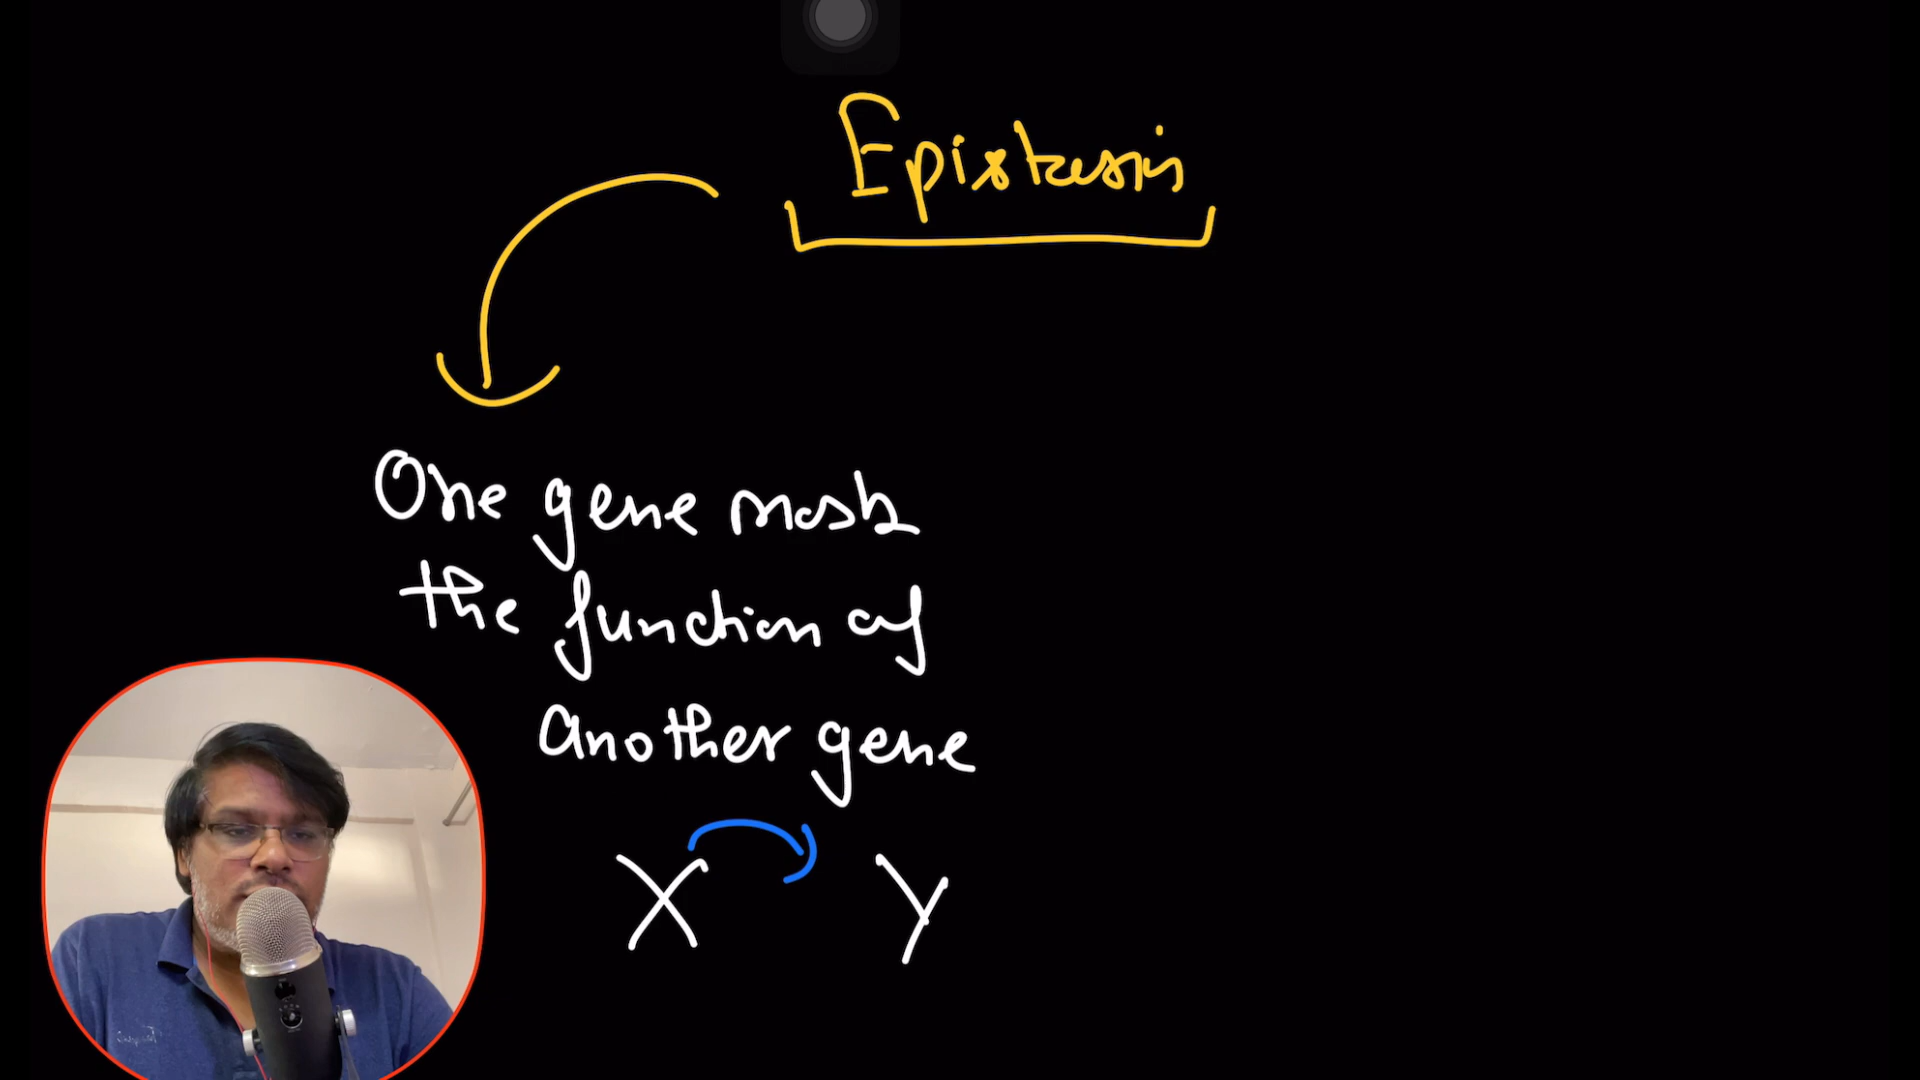 Epistasis
One gene mask
the function of
another gene
X Y